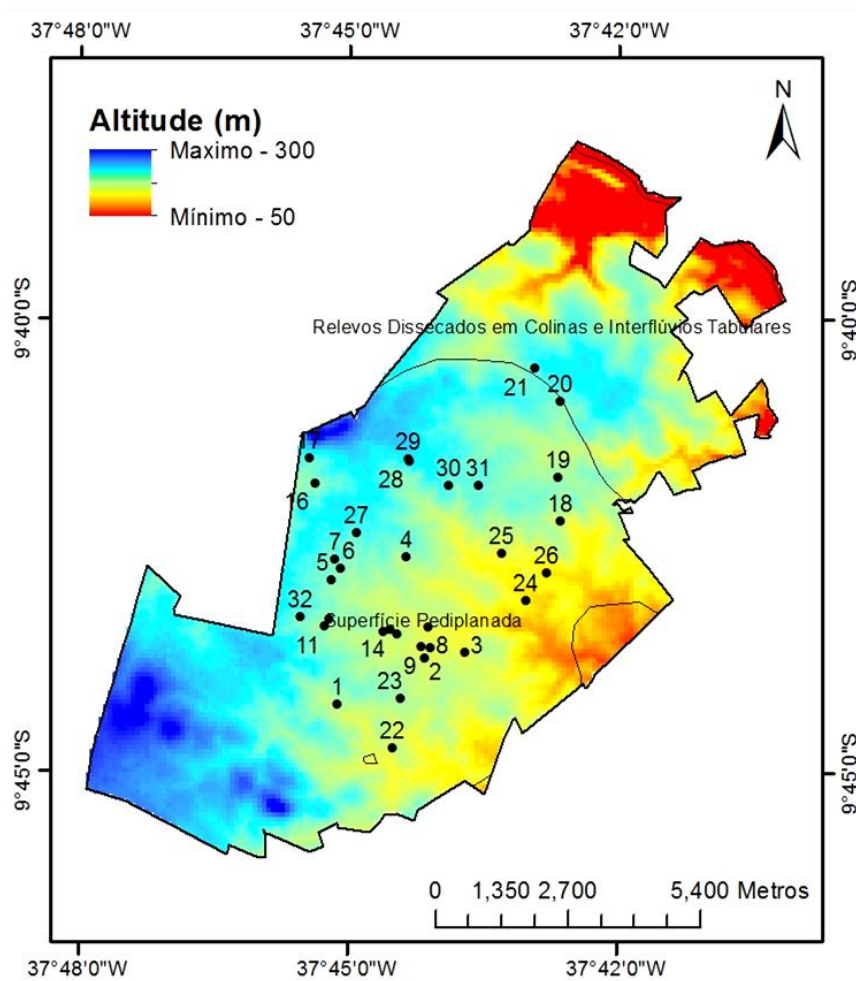 37°48'0"W 37°45'0"W 37°42'0"W
N
Altitude (m)
Maximo - 300
Mínimo - 50
9°40'0"S 9°40'0"S
Relevos Dissecados em Colinas e Interflúvios Tabulares
21 20
29
28 30 31 19
16
18
27
7 6 4 25
5 26
24
32
Superfície Pediplanada
11 14 8 3
9 2
23
1
22
9°45'0"S 9°45'0"S
0 1,350 2,700 5,400 Metros
37°48'0"W 37°45'0"W 37°42'0"W